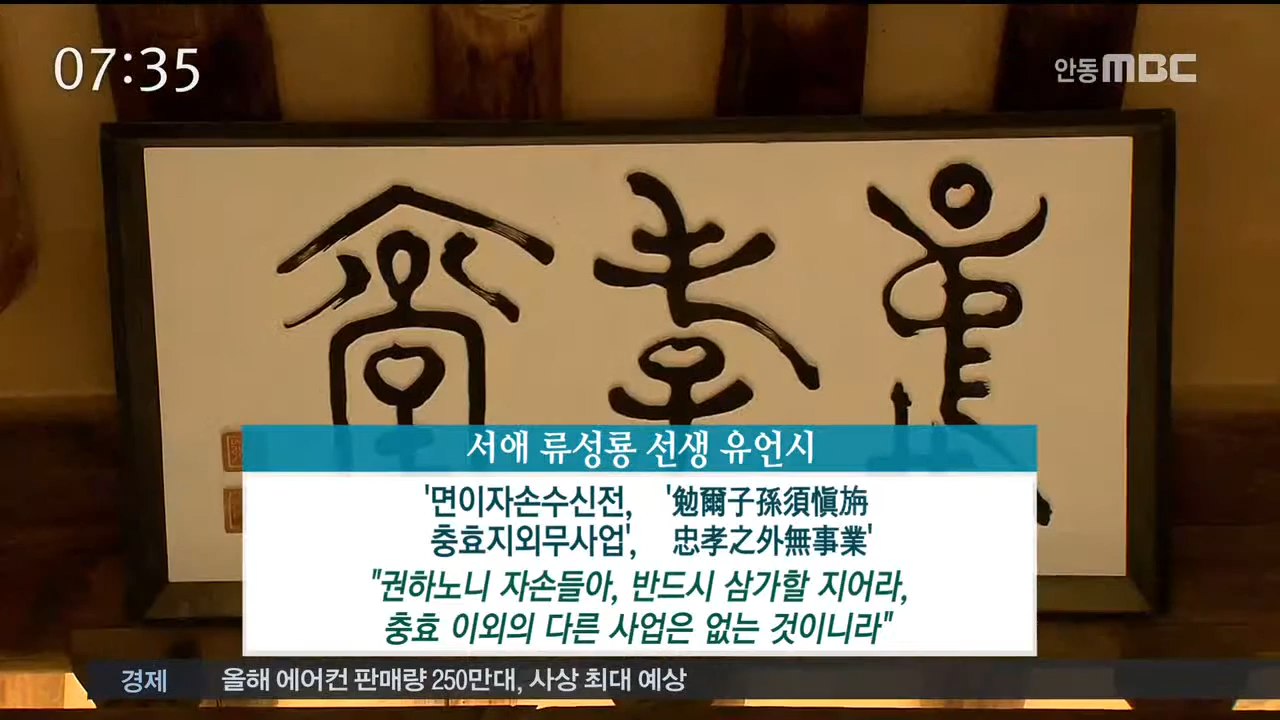 07:35
안동MBC
서애 류성룡 선생 유언시
'면이자손수신전, '勉爾子孫須愼旃
충효지외무사업', 忠孝之外無事業'
"권하노니 자손들아, 반드시 삼가할 지어라,
충효 이외의 다른 사업은 없는 것이니라"
경제 올해 에어컨 판매량 250만대, 사상 최대 예상